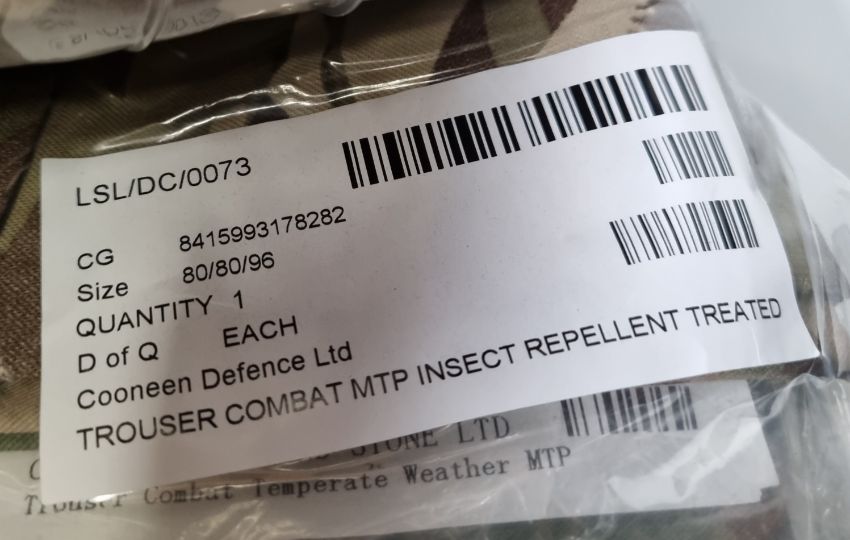 LSL/DC/0073
CG 8415993178282
Size 80/80/96
QUANTITY 1
D of Q EACH
Cooneen Defence Ltd
TROUSER COMBAT MTP INSECT REPELLENT TREATED
STONE LTD
Trouser Combat Temperate Weather MTP